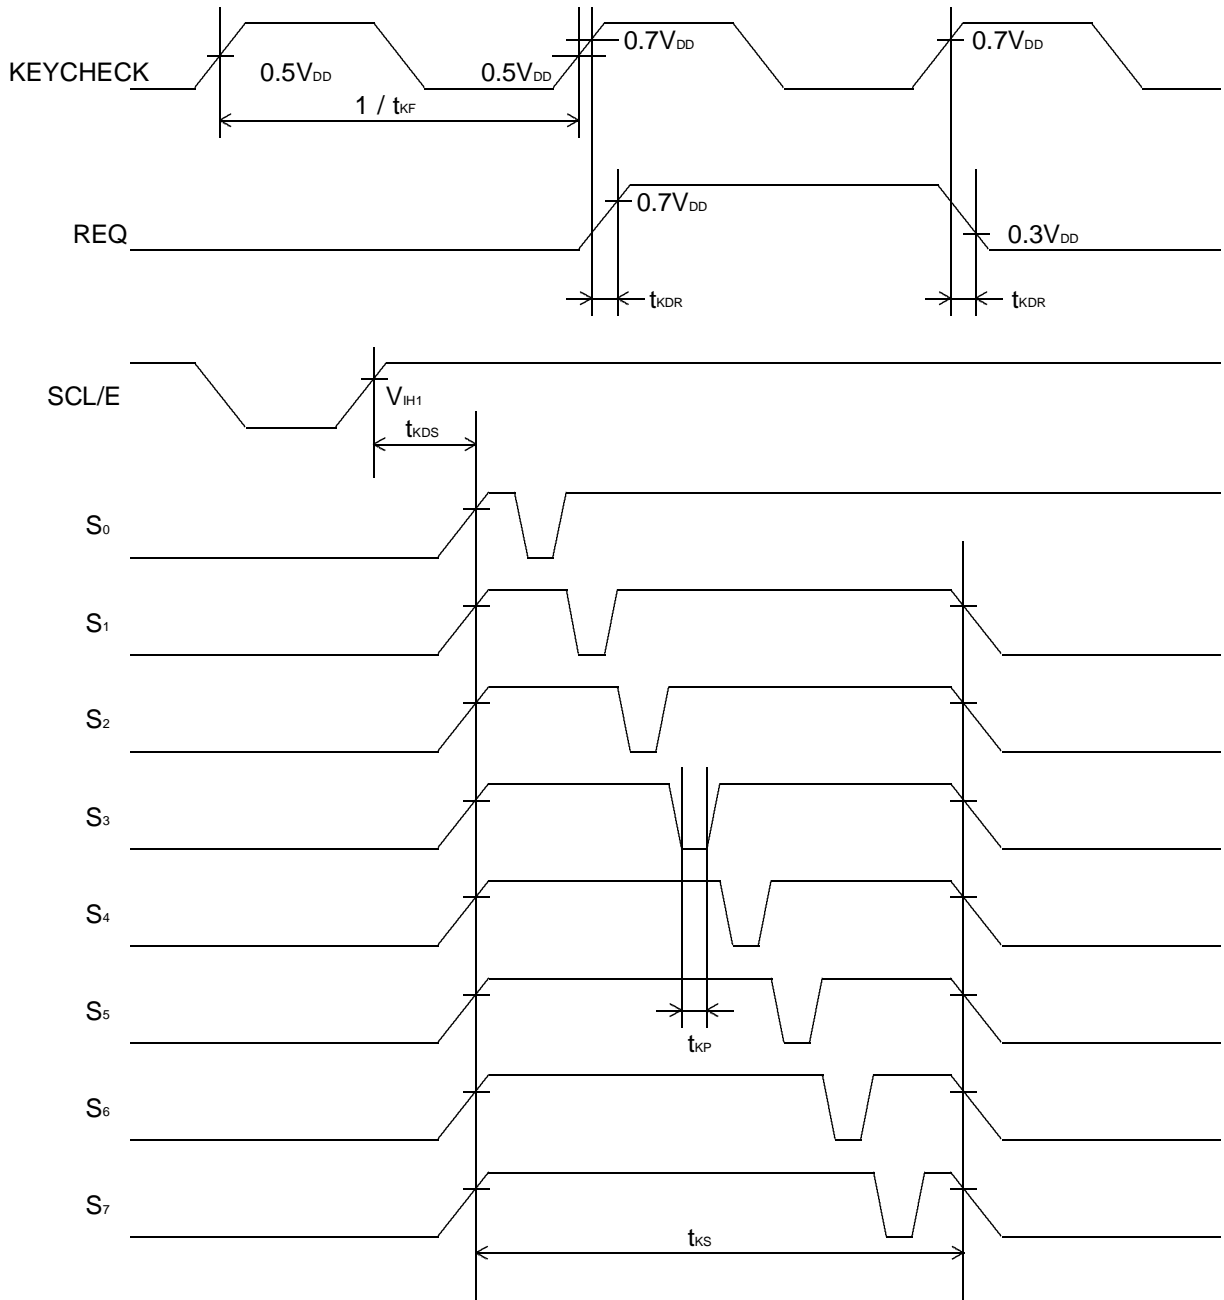 KEYCHECK
0.5VDD
0.5VDD
0.7VDD
0.7VDD
1 / tKF
REQ
0.7VDD
0.3VDD
tKDR
tKDR
SCL/E
VIH1
tKDS
S0
S1
S2
S3
S4
S5
tKP
S6
S7
tKS